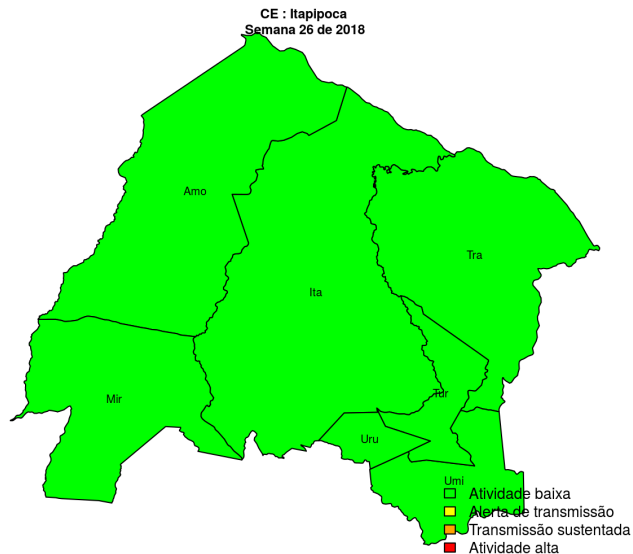 CE : Itapipoca
Semana 26 de 2018
Amo
Tra
Ita
Tur
Mir
Uru
Umi
Atividade baixa
Alerta de transmissão
Transmissão sustentada
Atividade alta